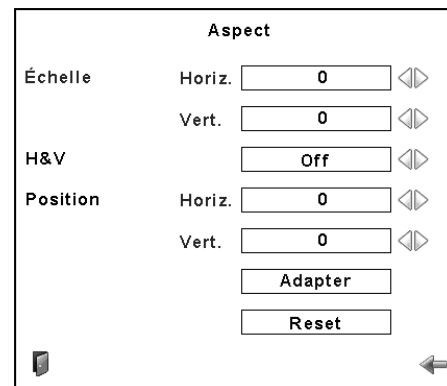 Aspect
Échelle Horiz. 0
Vert. 0
H&V Off
Position Horiz. 0
Vert. 0
Adapter
Reset